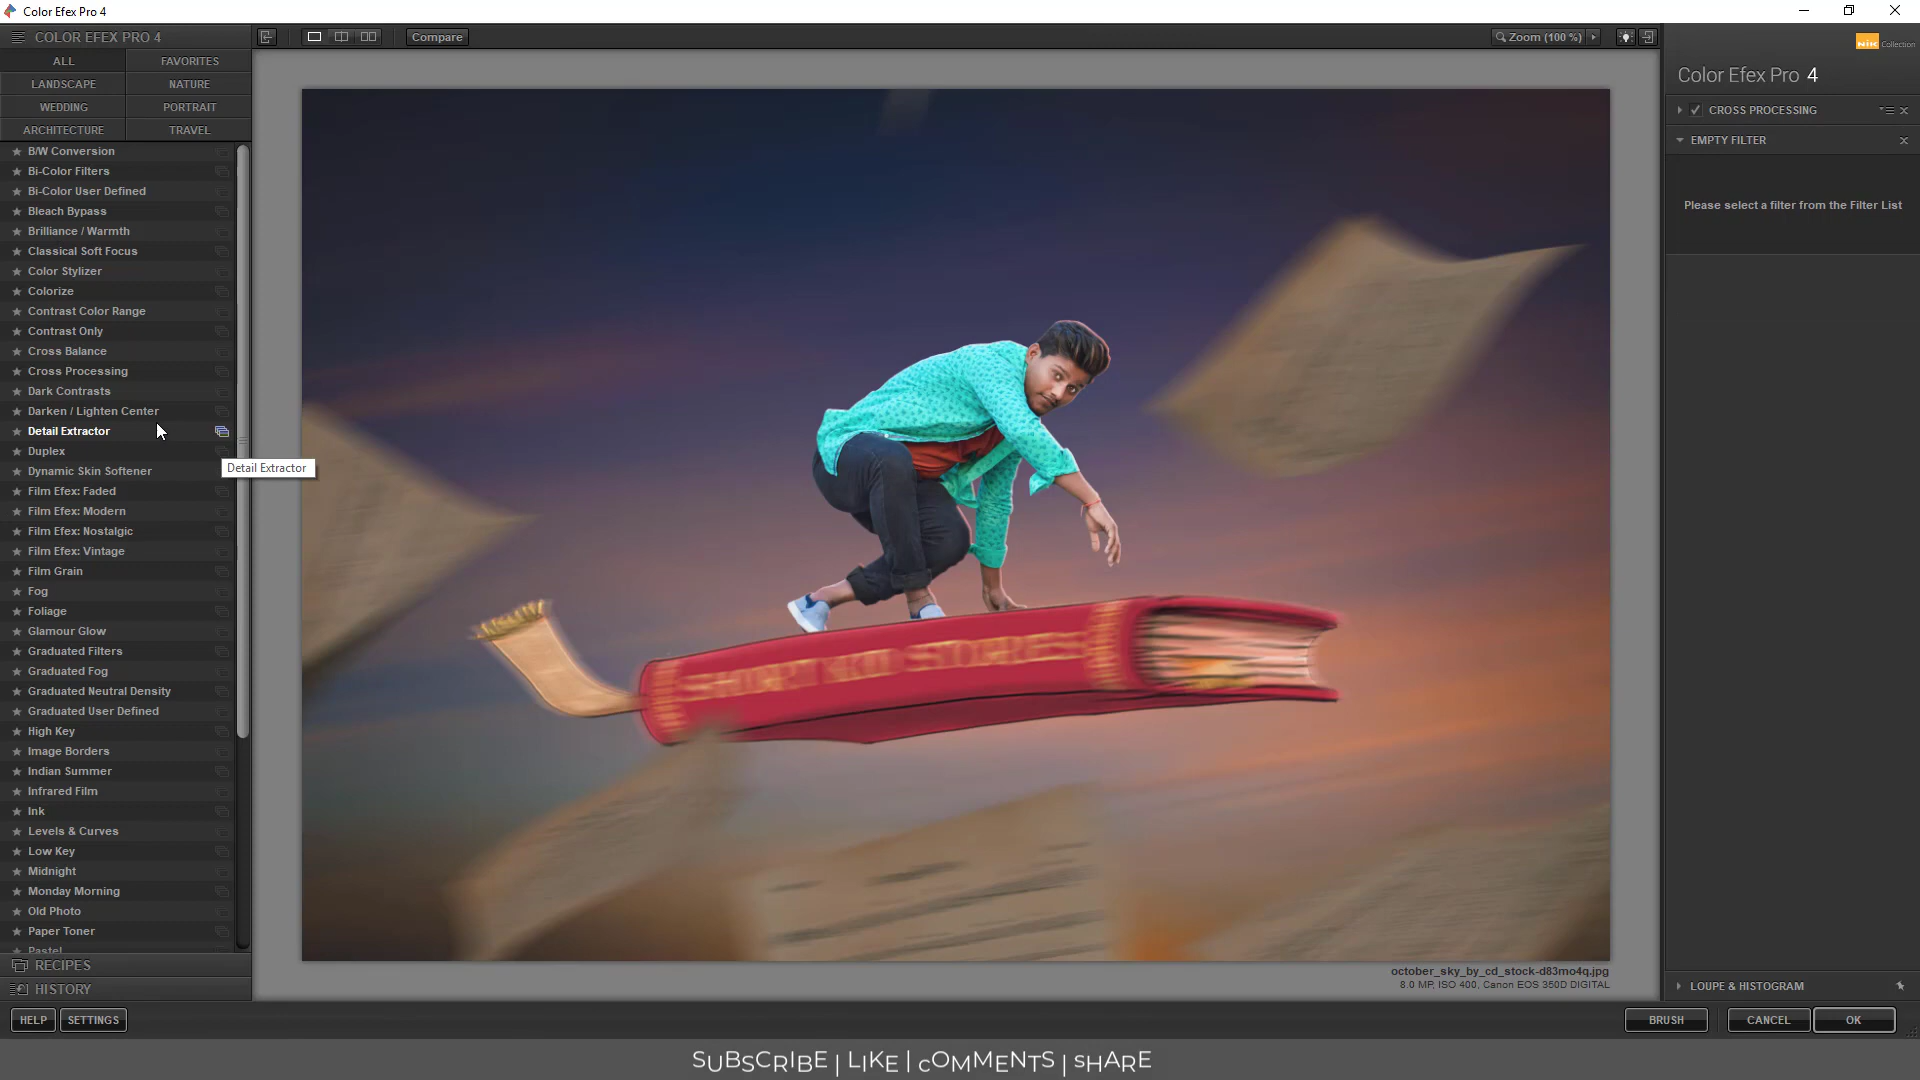 Color Efex Pro 4
COLOR EFEX PRO 4
Compare
Zoom (100 %)
Nik Collection
ALL
FAVORITES
LANDSCAPE
NATURE
WEDDING
PORTRAIT
ARCHITECTURE
TRAVEL
B/W Conversion
Bi-Color Filters
Bi-Color User Defined
Bleach Bypass
Brilliance / Warmth
Classical Soft Focus
Color Stylizer
Colorize
Contrast Color Range
Contrast Only
Cross Balance
Cross Processing
Dark Contrasts
Darken / Lighten Center
Detail Extractor
Duplex
Detail Extractor
Dynamic Skin Softener
Film Efex: Faded
Film Efex: Modern
Film Efex: Nostalgic
Film Efex: Vintage
Film Grain
Fog
Foliage
Glamour Glow
Graduated Filters
Graduated Fog
Graduated Neutral Density
Graduated User Defined
High Key
Image Borders
Indian Summer
Infrared Film
Ink
Levels & Curves
Low Key
Midnight
Monday Morning
Old Photo
Paper Toner
Pastel
RECIPES
HISTORY
HELP
SETTINGS
october_sky_by_cd_stock-d83mo4q.jpg
8.0 MP, ISO 400, Canon EOS 350D DIGITAL
Color Efex Pro 4
CROSS PROCESSING
EMPTY FILTER
Please select a filter from the Filter List
LOUPE & HISTOGRAM
BRUSH
CANCEL
OK
SUBSCRIBE | LIKE | cOMMENTS | sHARE